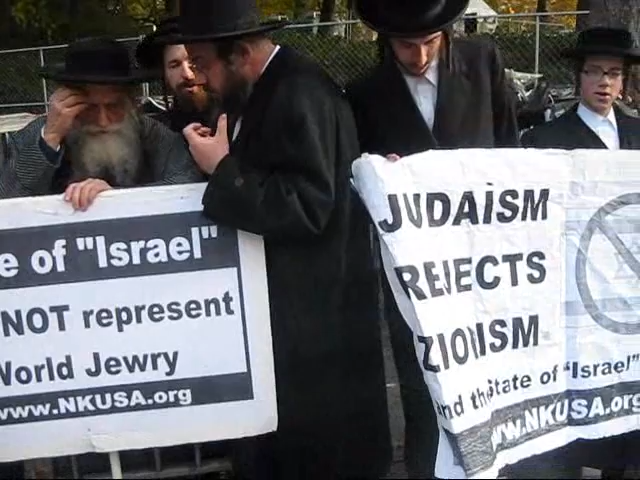 e of "Israel"
NOT represent
World Jewry
www.NKUSA.org
JUDAiSM
REJECTS
ZIONISM
and the State of "Israel"
www.NKUSA.org